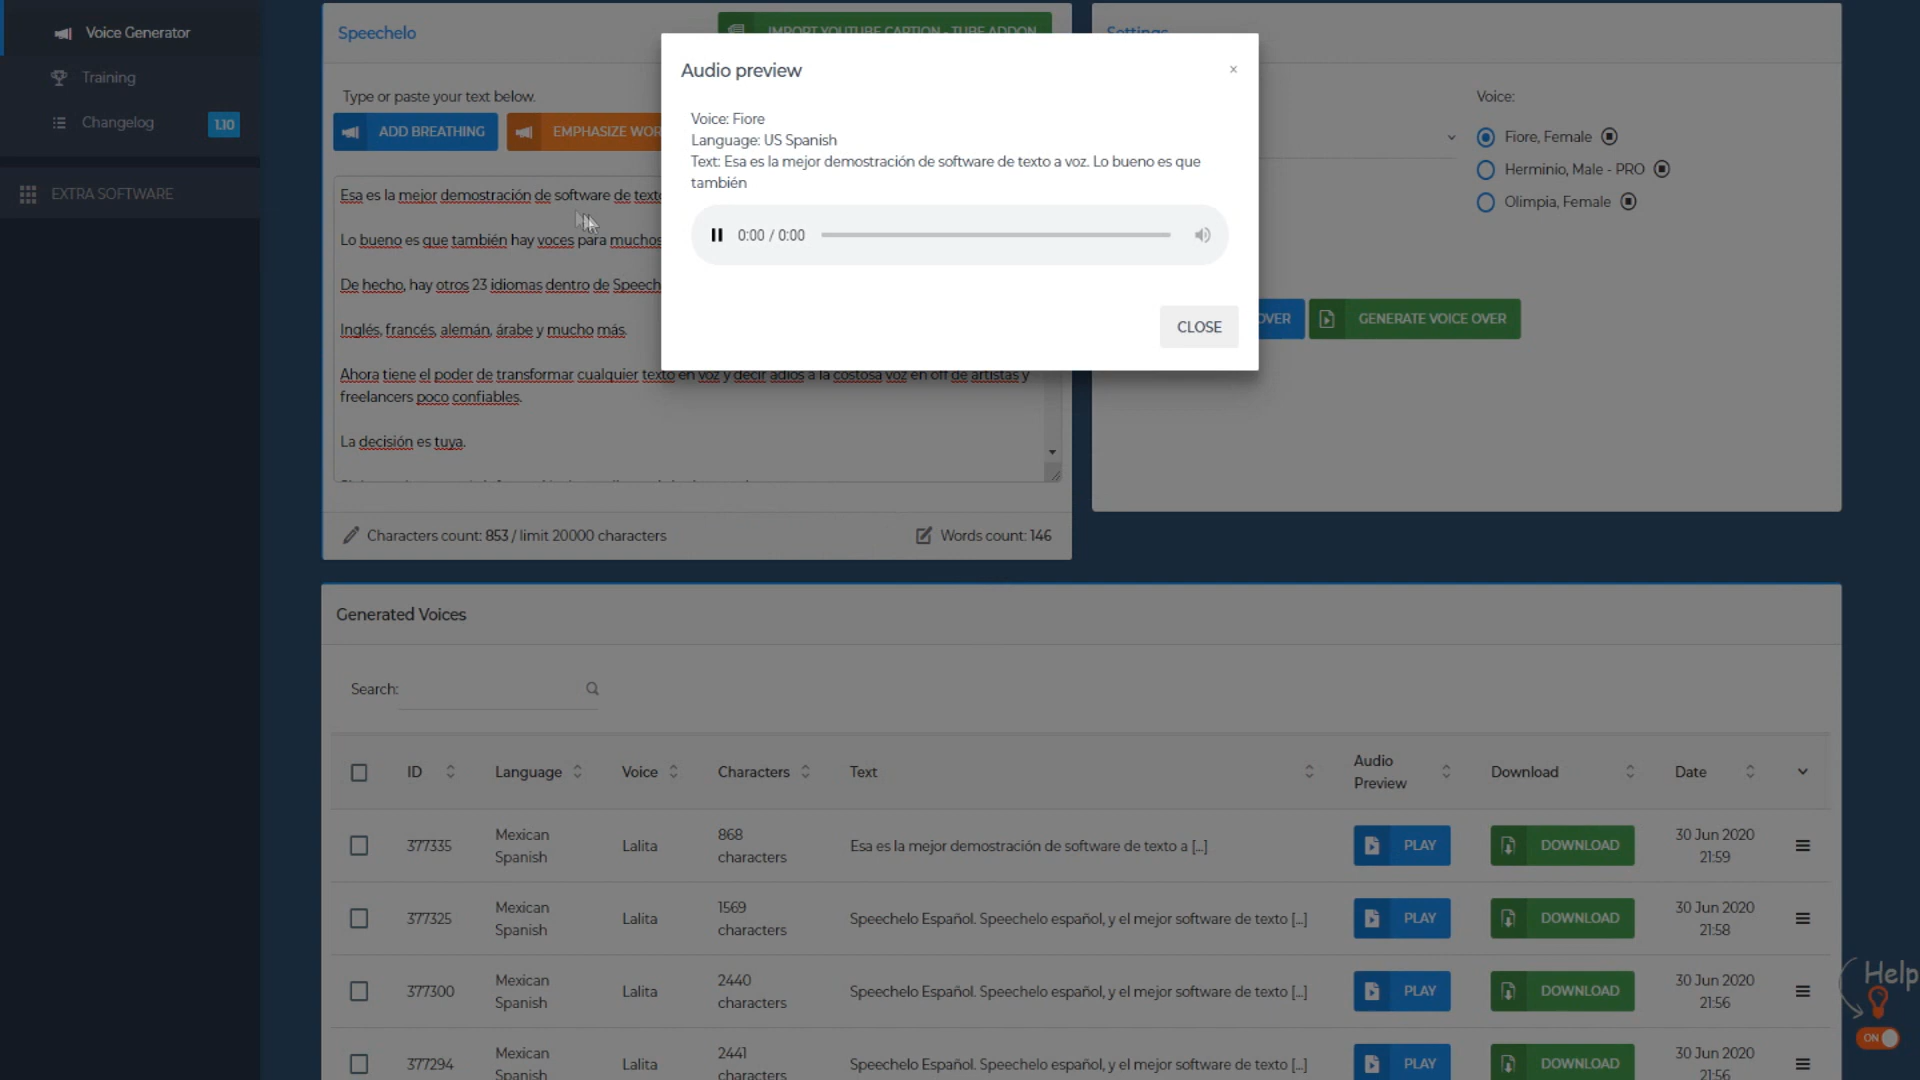 Voice Generator
Training
Changelog
1.10
EXTRA SOFTWARE
Speechelo
IMPORT YOUTUBE CAPTION - TUBE ADDON
Type or paste your text below.
ADD BREATHING
EMPHASIZE WOR
Esa es la mejor demostración de software de texto
Lo bueno es que también hay voces para muchos
De hecho, hay otros 23 idiomas dentro de Speech
Inglés, francés, alemán, árabe y mucho más.
Ahora tiene el poder de transformar cualquier texto en voz y decir adiós a la costosa voz en off de artistas y
freelancers poco confiables.
La decisión es tuya.
Characters count: 853 / limit 20000 characters
Words count: 146
Audio preview
×
Voice: Fiore
Language: US Spanish
Text: Esa es la mejor demostración de software de texto a voz. Lo bueno es que
también
0:00 / 0:00
CLOSE
Settings
Voice:
Fiore, Female
Herminio, Male - PRO
Olimpia, Female
OVER
GENERATE VOICE OVER
Generated Voices
Search:
ID
Language
Voice
Characters
Text
Audio
Preview
Download
Date
377335
Mexican
Spanish
Lalita
868
characters
Esa es la mejor demostración de software de texto a [...]
PLAY
DOWNLOAD
30 Jun 2020
21:59
377325
Mexican
Spanish
Lalita
1569
characters
Speechelo Español. Speechelo español, y el mejor software de texto [...]
PLAY
DOWNLOAD
30 Jun 2020
21:58
377300
Mexican
Spanish
Lalita
2440
characters
Speechelo Español. Speechelo español, y el mejor software de texto [...]
PLAY
DOWNLOAD
30 Jun 2020
21:56
377294
Mexican
Spanish
Lalita
2441
characters
Speechelo Español. Speechelo español, y el mejor software de texto [...]
PLAY
DOWNLOAD
30 Jun 2020
21:56
Help
ON